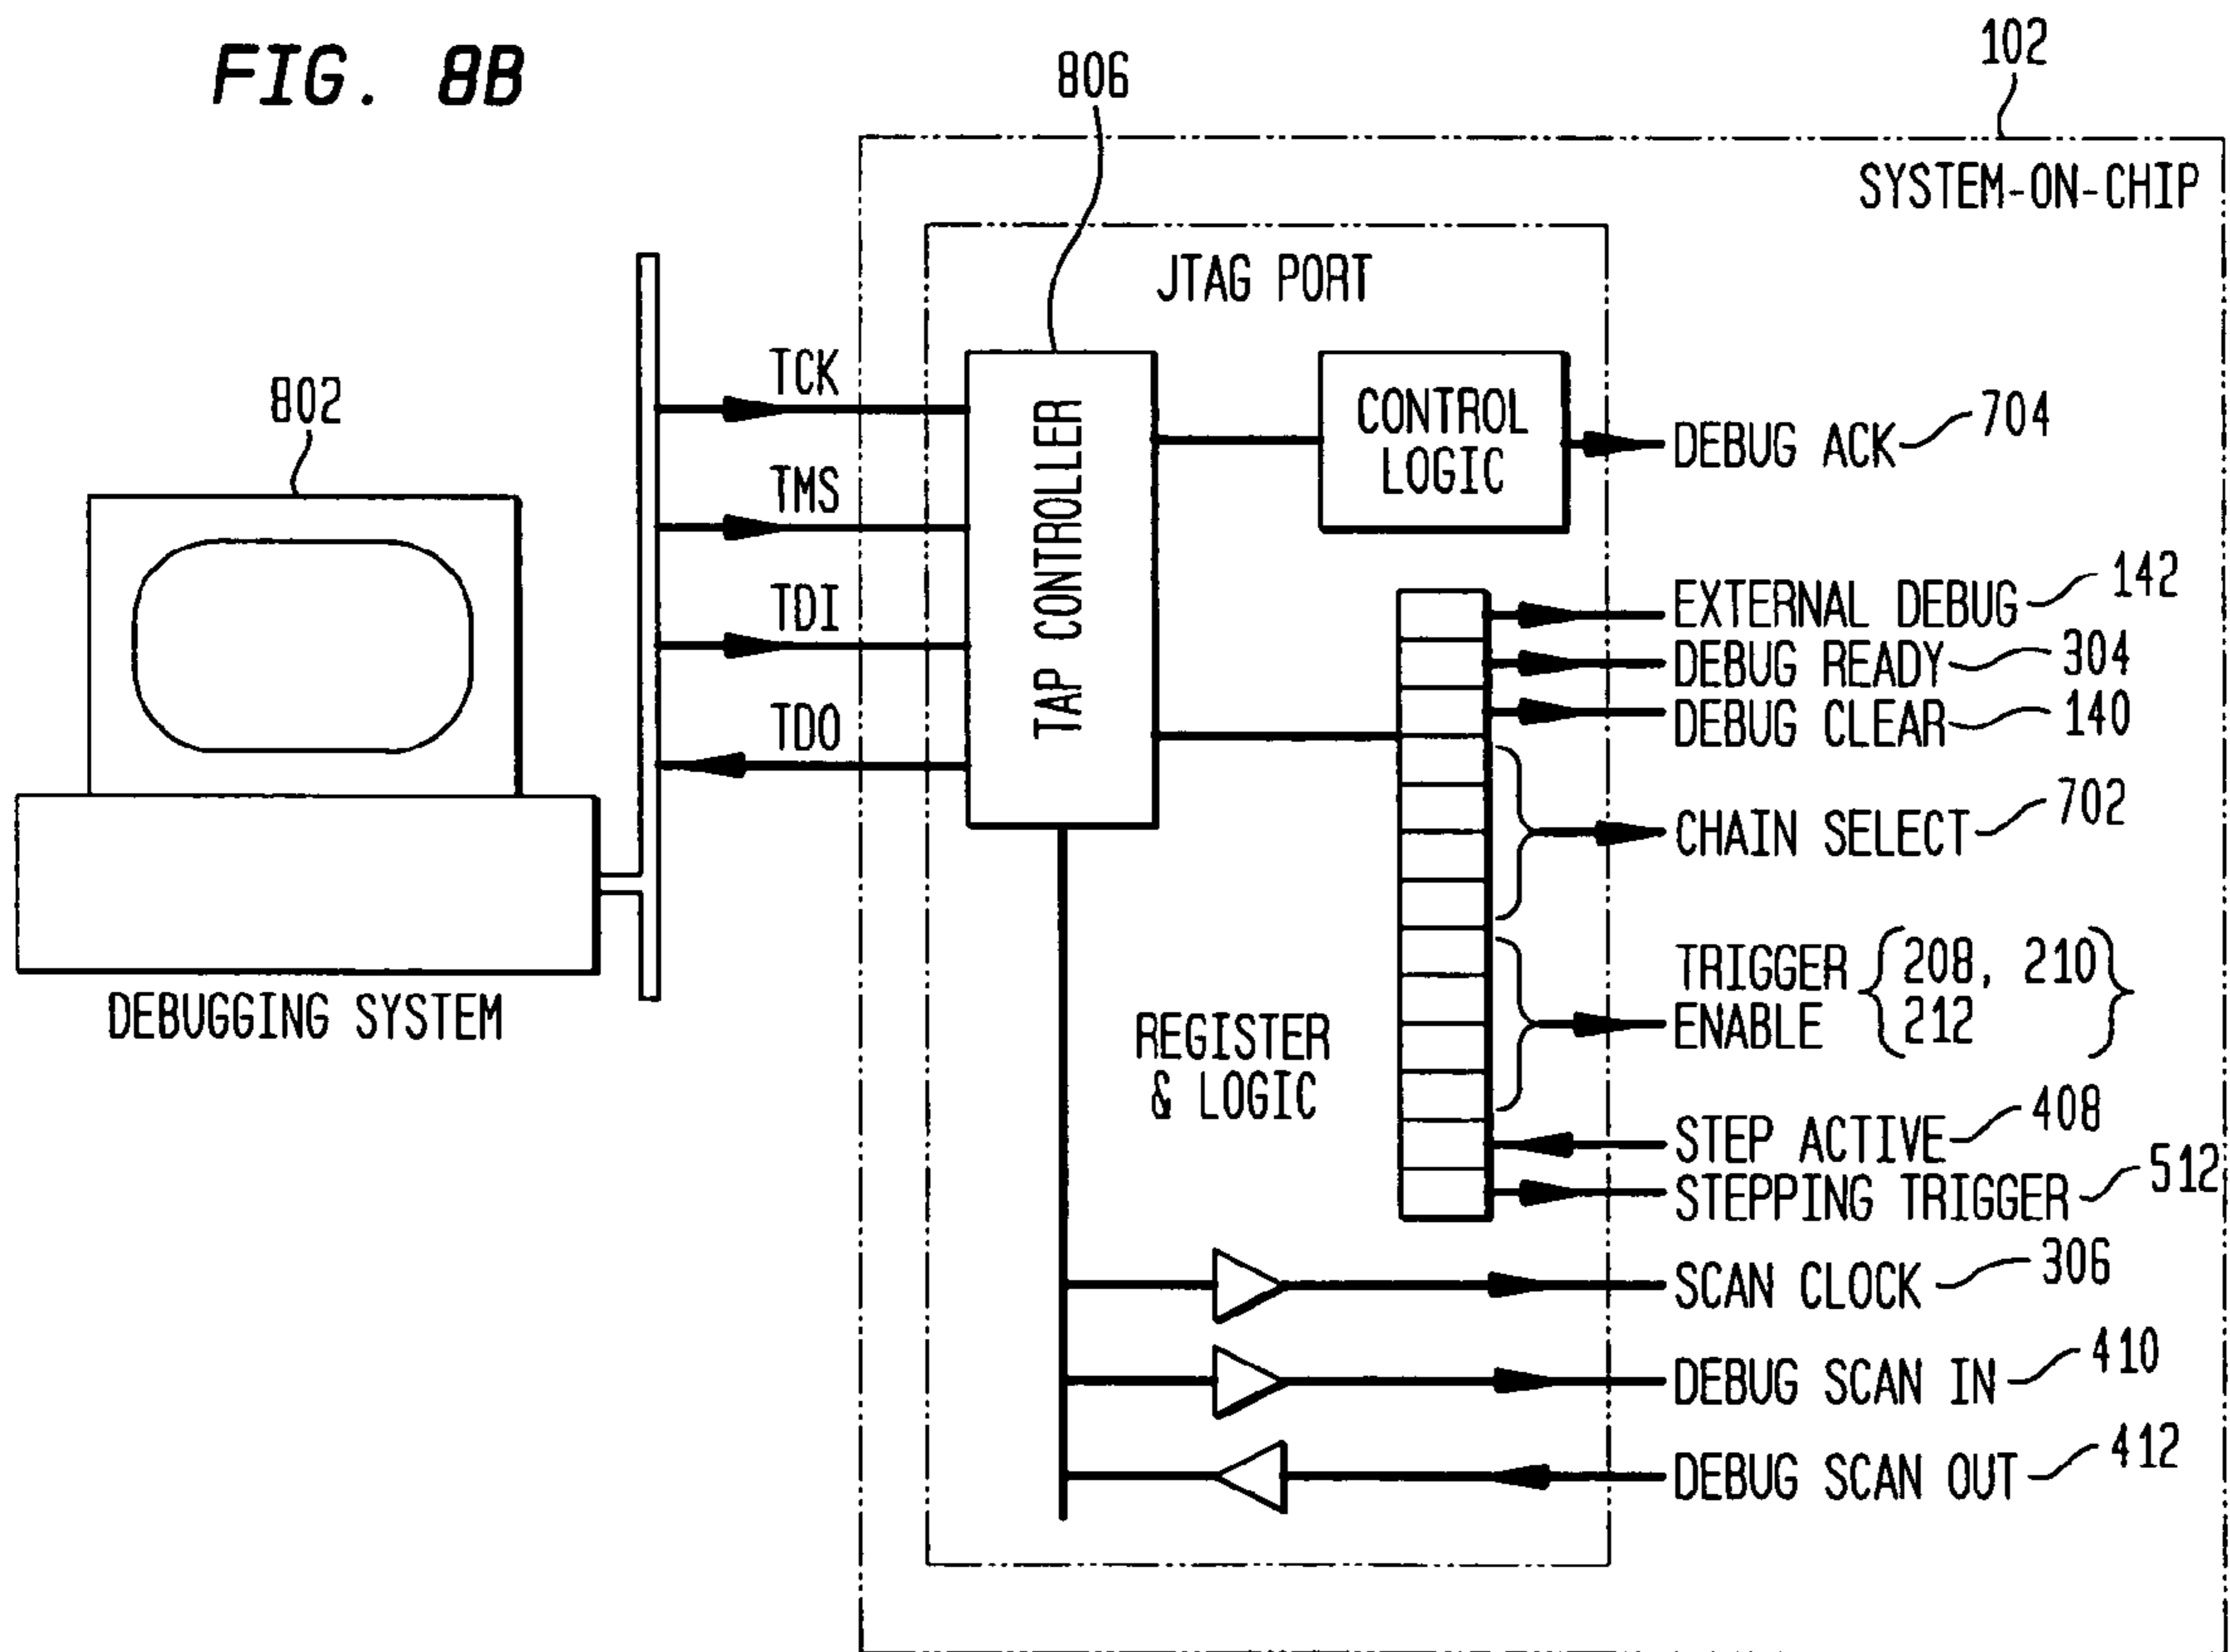 FIG. 8B
102
806
SYSTEM-ON-CHIP
JTAG PORT
802
TCK
TMS
TDI
TDO
TAP CONTROLLER
CONTROL
LOGIC
DEBUG ACK 704
EXTERNAL DEBUG 142
DEBUG READY 304
DEBUG CLEAR 140
CHAIN SELECT 702
TRIGGER { 208, 210 }
ENABLE 212
REGISTER
& LOGIC
STEP ACTIVE 408
STEPPING TRIGGER 512
SCAN CLOCK 306
DEBUG SCAN IN 410
DEBUG SCAN OUT 412
DEBUGGING SYSTEM